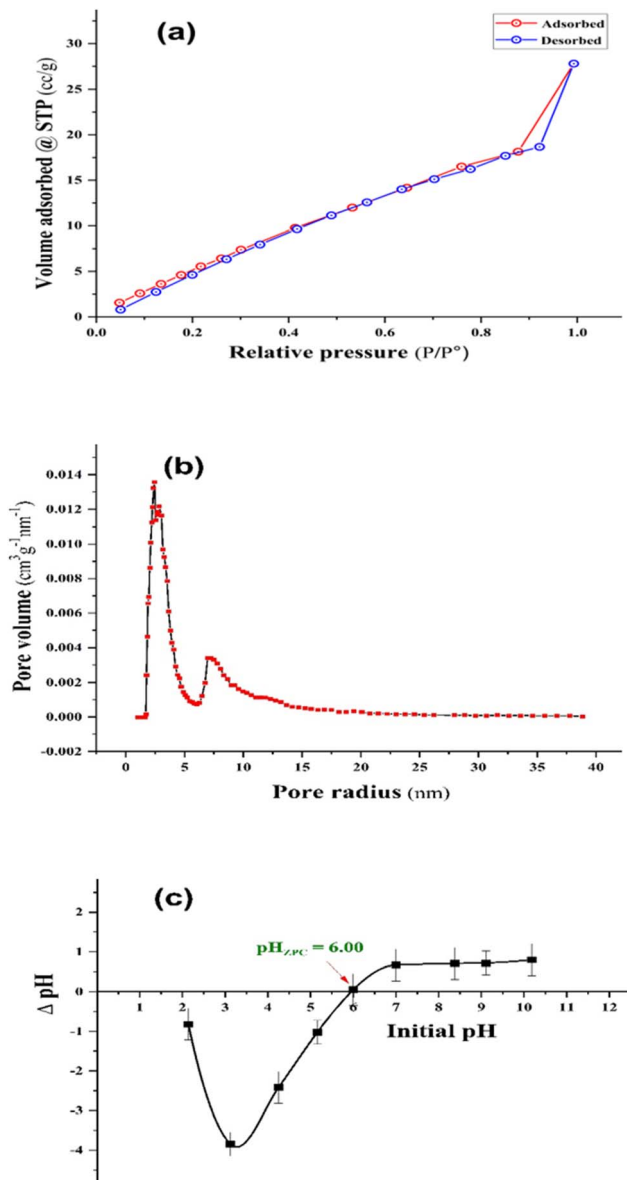 (a)
Adsorbed
Desorbed
Volume adsorbed @ STP (cc/g)
30
25
20
15
10
5
0
0.0 0.2 0.4 0.6 0.8 1.0
Relative pressure (P/P°)
(b)
Pore volume (cm³g⁻¹nm⁻¹)
0.014
0.012
0.010
0.008
0.006
0.004
0.002
0.000
-0.002
0 5 10 15 20 25 30 35 40
Pore radius (nm)
(c)
pH_ZPC = 6.00
Δ pH
2
1
0
-1
-2
-3
-4
1 2 3 4 5 6 7 8 9 10 11 12
Initial pH